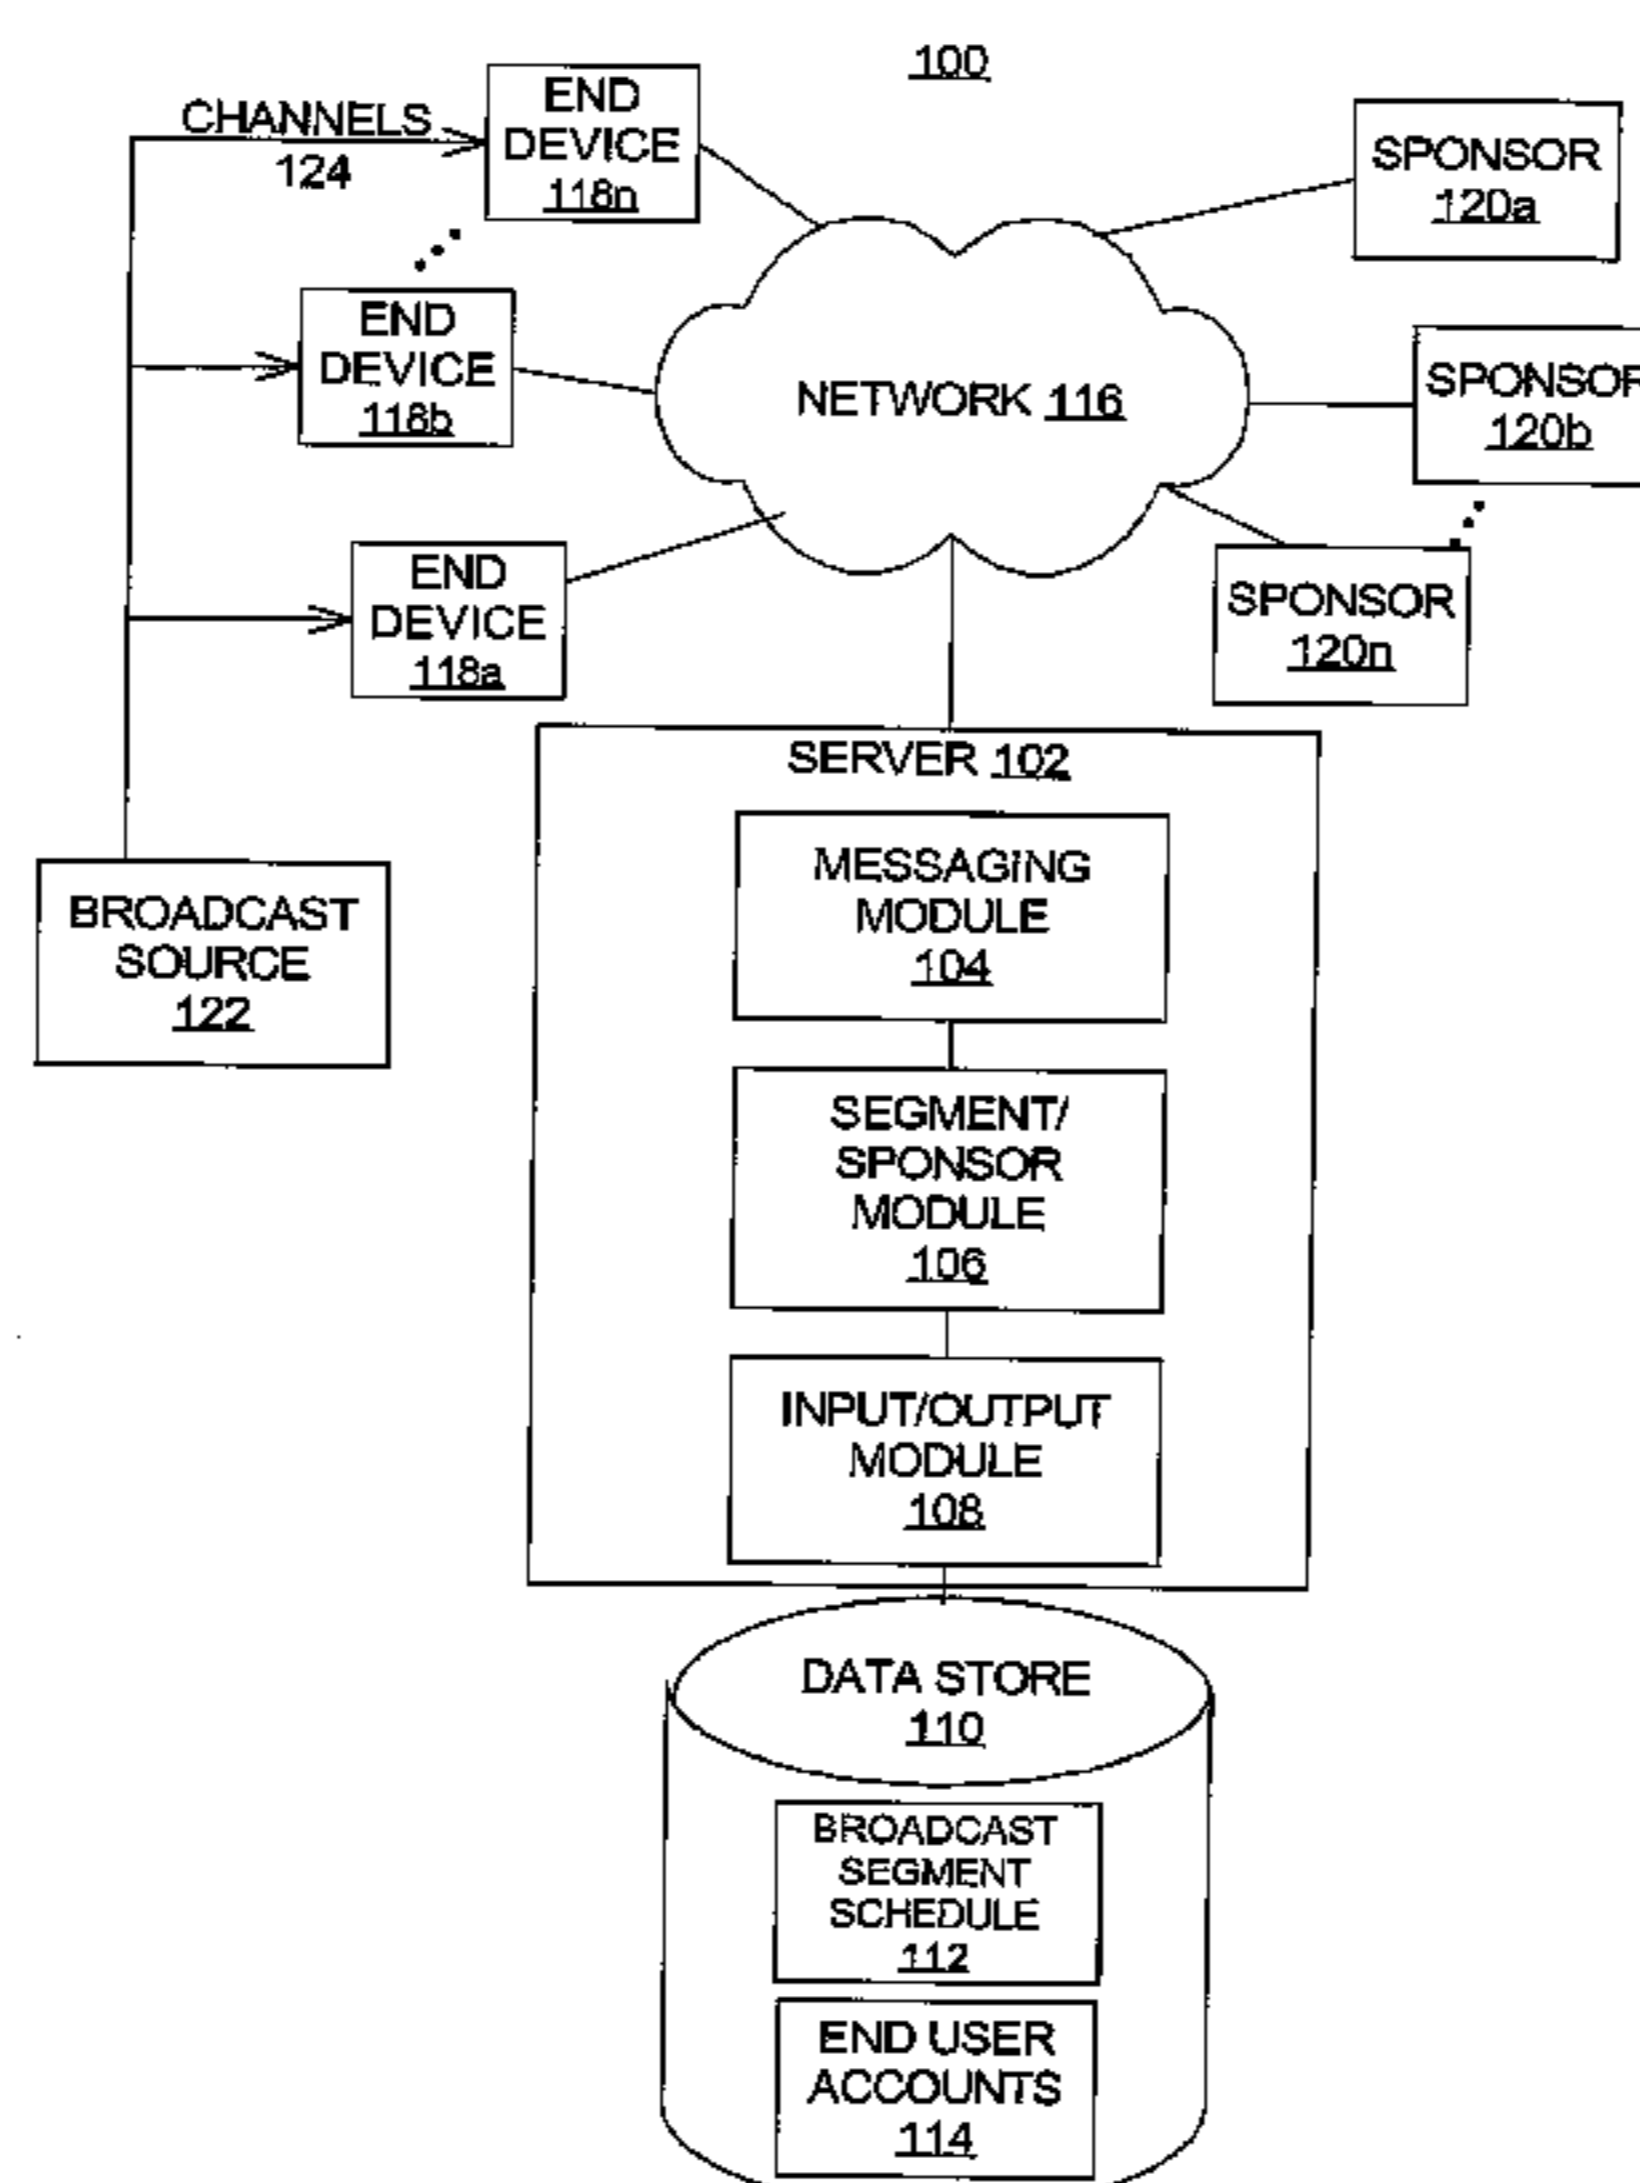 100
CHANNELS
124
END
DEVICE
118n
SPONSOR
120a
END
DEVICE
118b
NETWORK 116
SPONSOR
120b
END
DEVICE
118a
SPONSOR
120n
SERVER 102
MESSAGING
MODULE
104
BROADCAST
SOURCE
122
SEGMENT/
SPONSOR
MODULE
106
INPUT/OUTPUT
MODULE
108
DATA STORE
110
BROADCAST
SEGMENT
SCHEDULE
112
END USER
ACCOUNTS
114